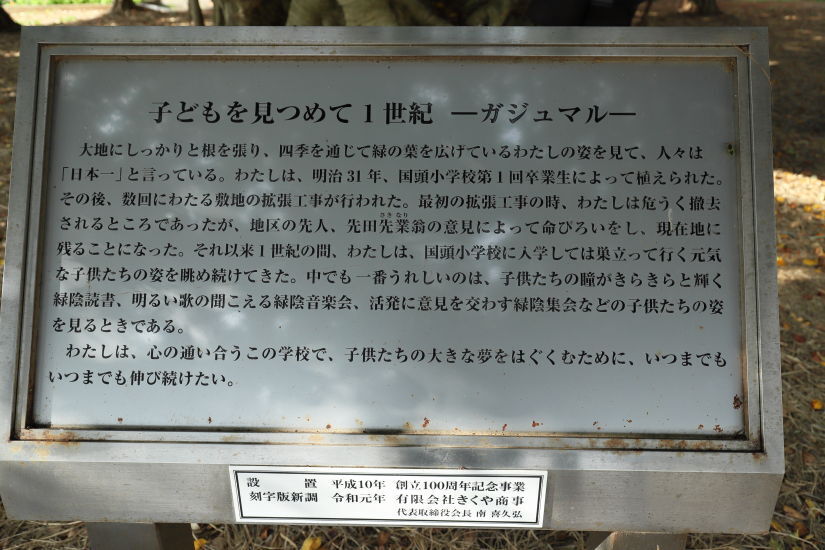 子どもを見つめて1世紀 ―ガジュマル―
大地にしっかりと根を張り、四季を通じて緑の葉を広げているわたしの姿を見て、人々は
「日本一」と言っている。わたしは、明治31年、国頭小学校第1回卒業生によって植えられた。
その後、数回にわたる敷地の拡張工事が行われた。最初の拡張工事の時、わたしは危うく撤去
さき なり
されるところであったが、地区の先人、先田先業翁の意見によって命びろいをし、現在地に
残ることになった。それ以来1世紀の間、わたしは、国頭小学校に入学しては巣立って行く元気
な子供たちの姿を眺め続けてきた。中でも一番うれしいのは、子供たちの瞳がきらきらと輝く
緑陰読書、明るい歌の聞こえる緑陰音楽会、活発に意見を交わす緑陰集会などの子供たちの姿
を見るときである。
わたしは、心の通い合うこの学校で、子供たちの大きな夢をはぐくむために、いつまでも
いつまでも伸び続けたい。
設 置 平成10年 創立100周年記念事業
刻字版新調 令和元年 有限会社きくや商事
代表取締役会長 南 喜久弘